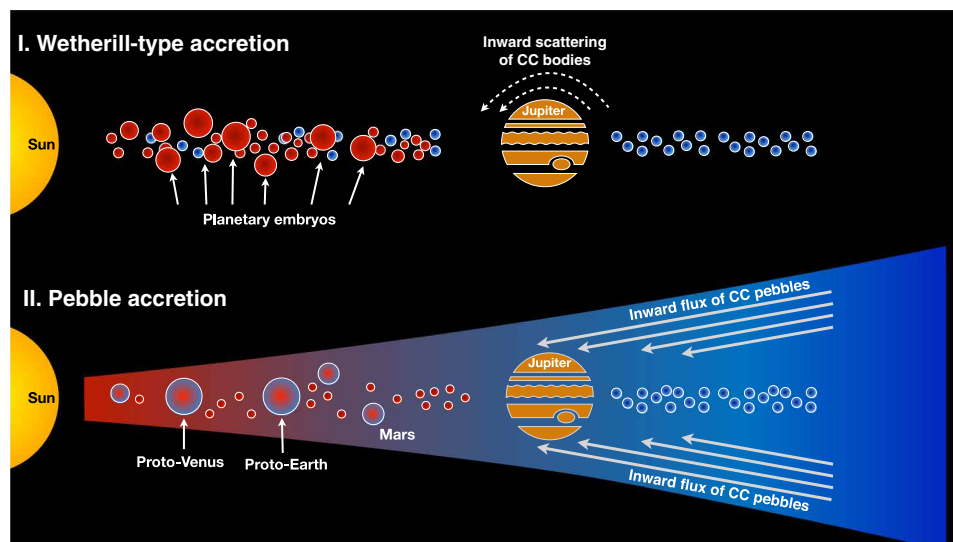 I. Wetherill-type accretion
Inward scattering
of CC bodies
Jupiter
Sun
Planetary embryos
II. Pebble accretion
Inward flux of CC pebbles
Jupiter
Sun
Mars
Proto-Venus
Proto-Earth
Inward flux of CC pebbles